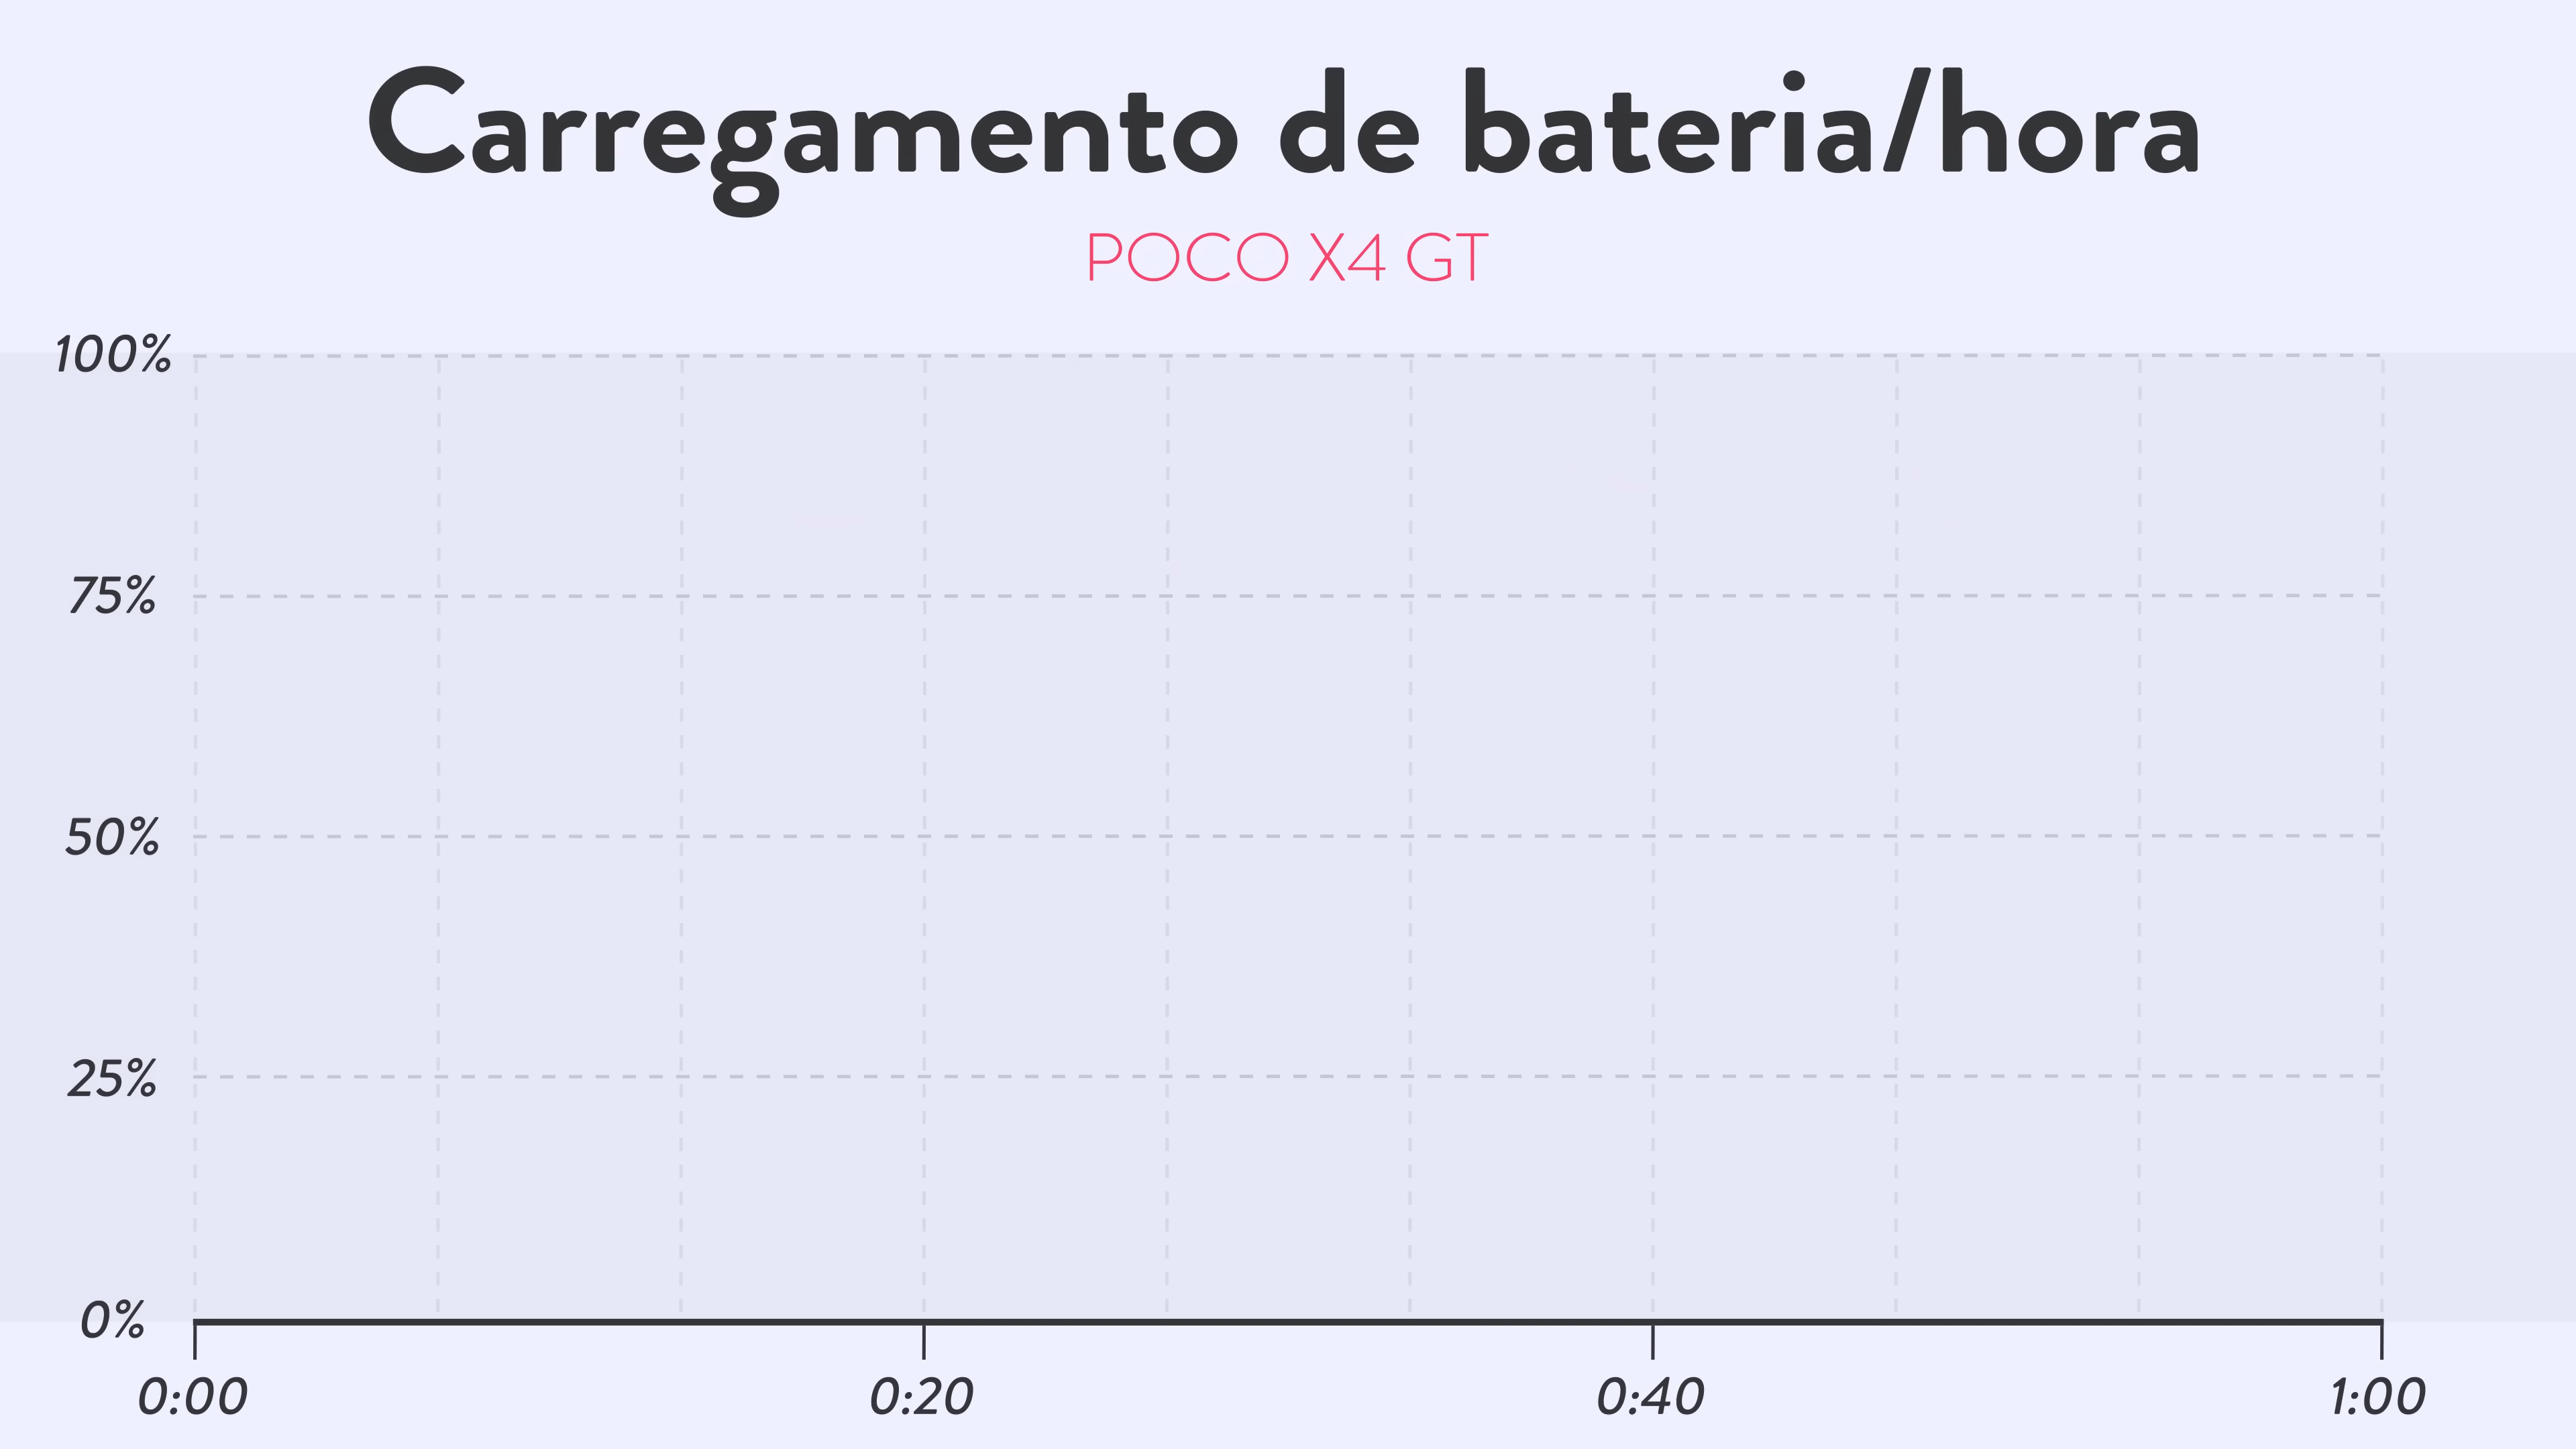 Carregamento de bateria/hora
POCO X4 GT
100%
75%
50%
25%
0%
0:00 0:20 0:40 1:00